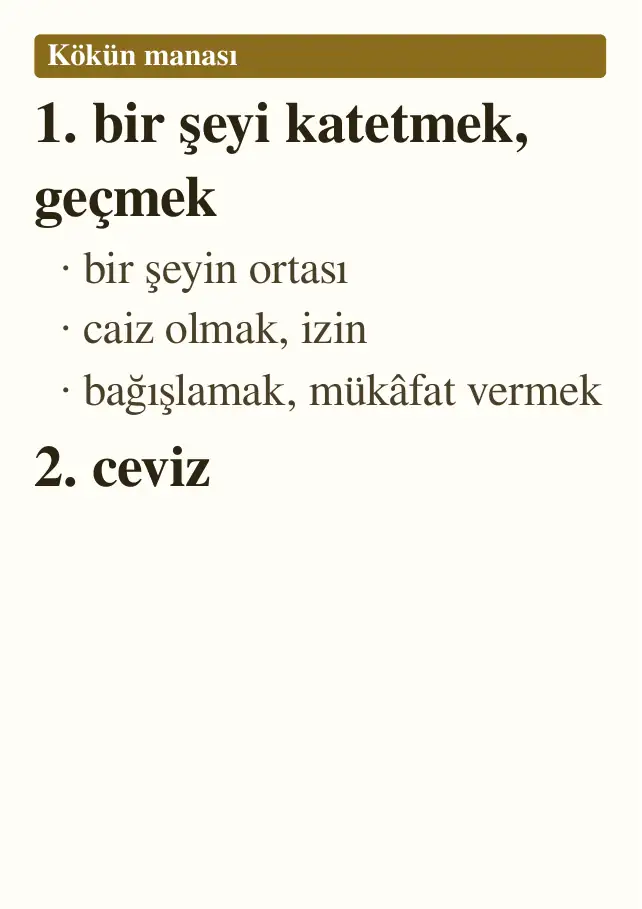 Kökün manası
1. bir şeyi katetmek,
geçmek
· bir şeyin ortası
· caiz olmak, izin
· bağışlamak, mükâfat vermek
2. ceviz